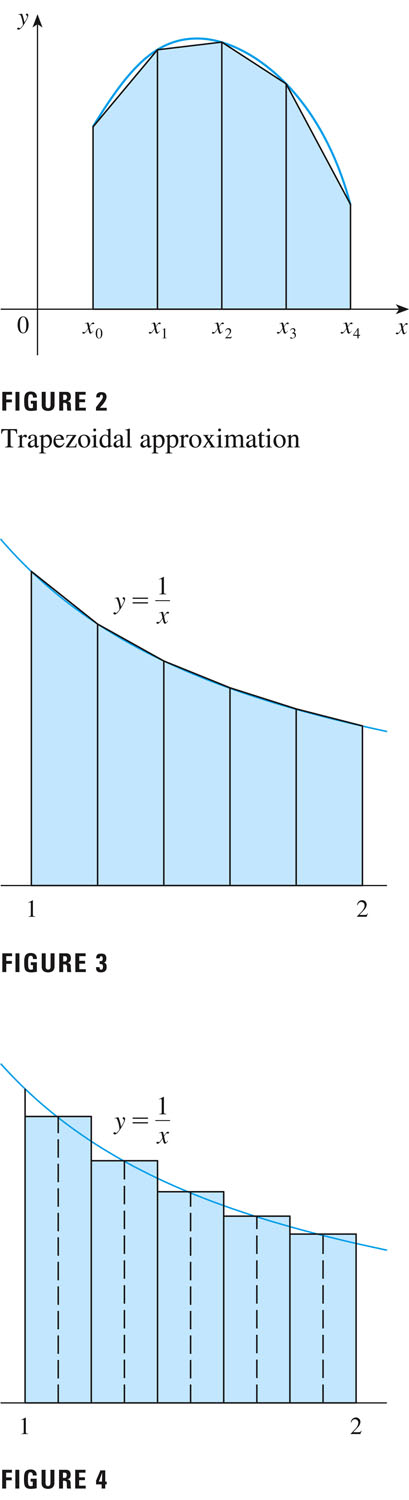 y
0 x₀ x₁ x₂ x₃ x₄ x
FIGURE 2
Trapezoidal approximation
y = 1/x
1 2
FIGURE 3
y = 1/x
1 2
FIGURE 4